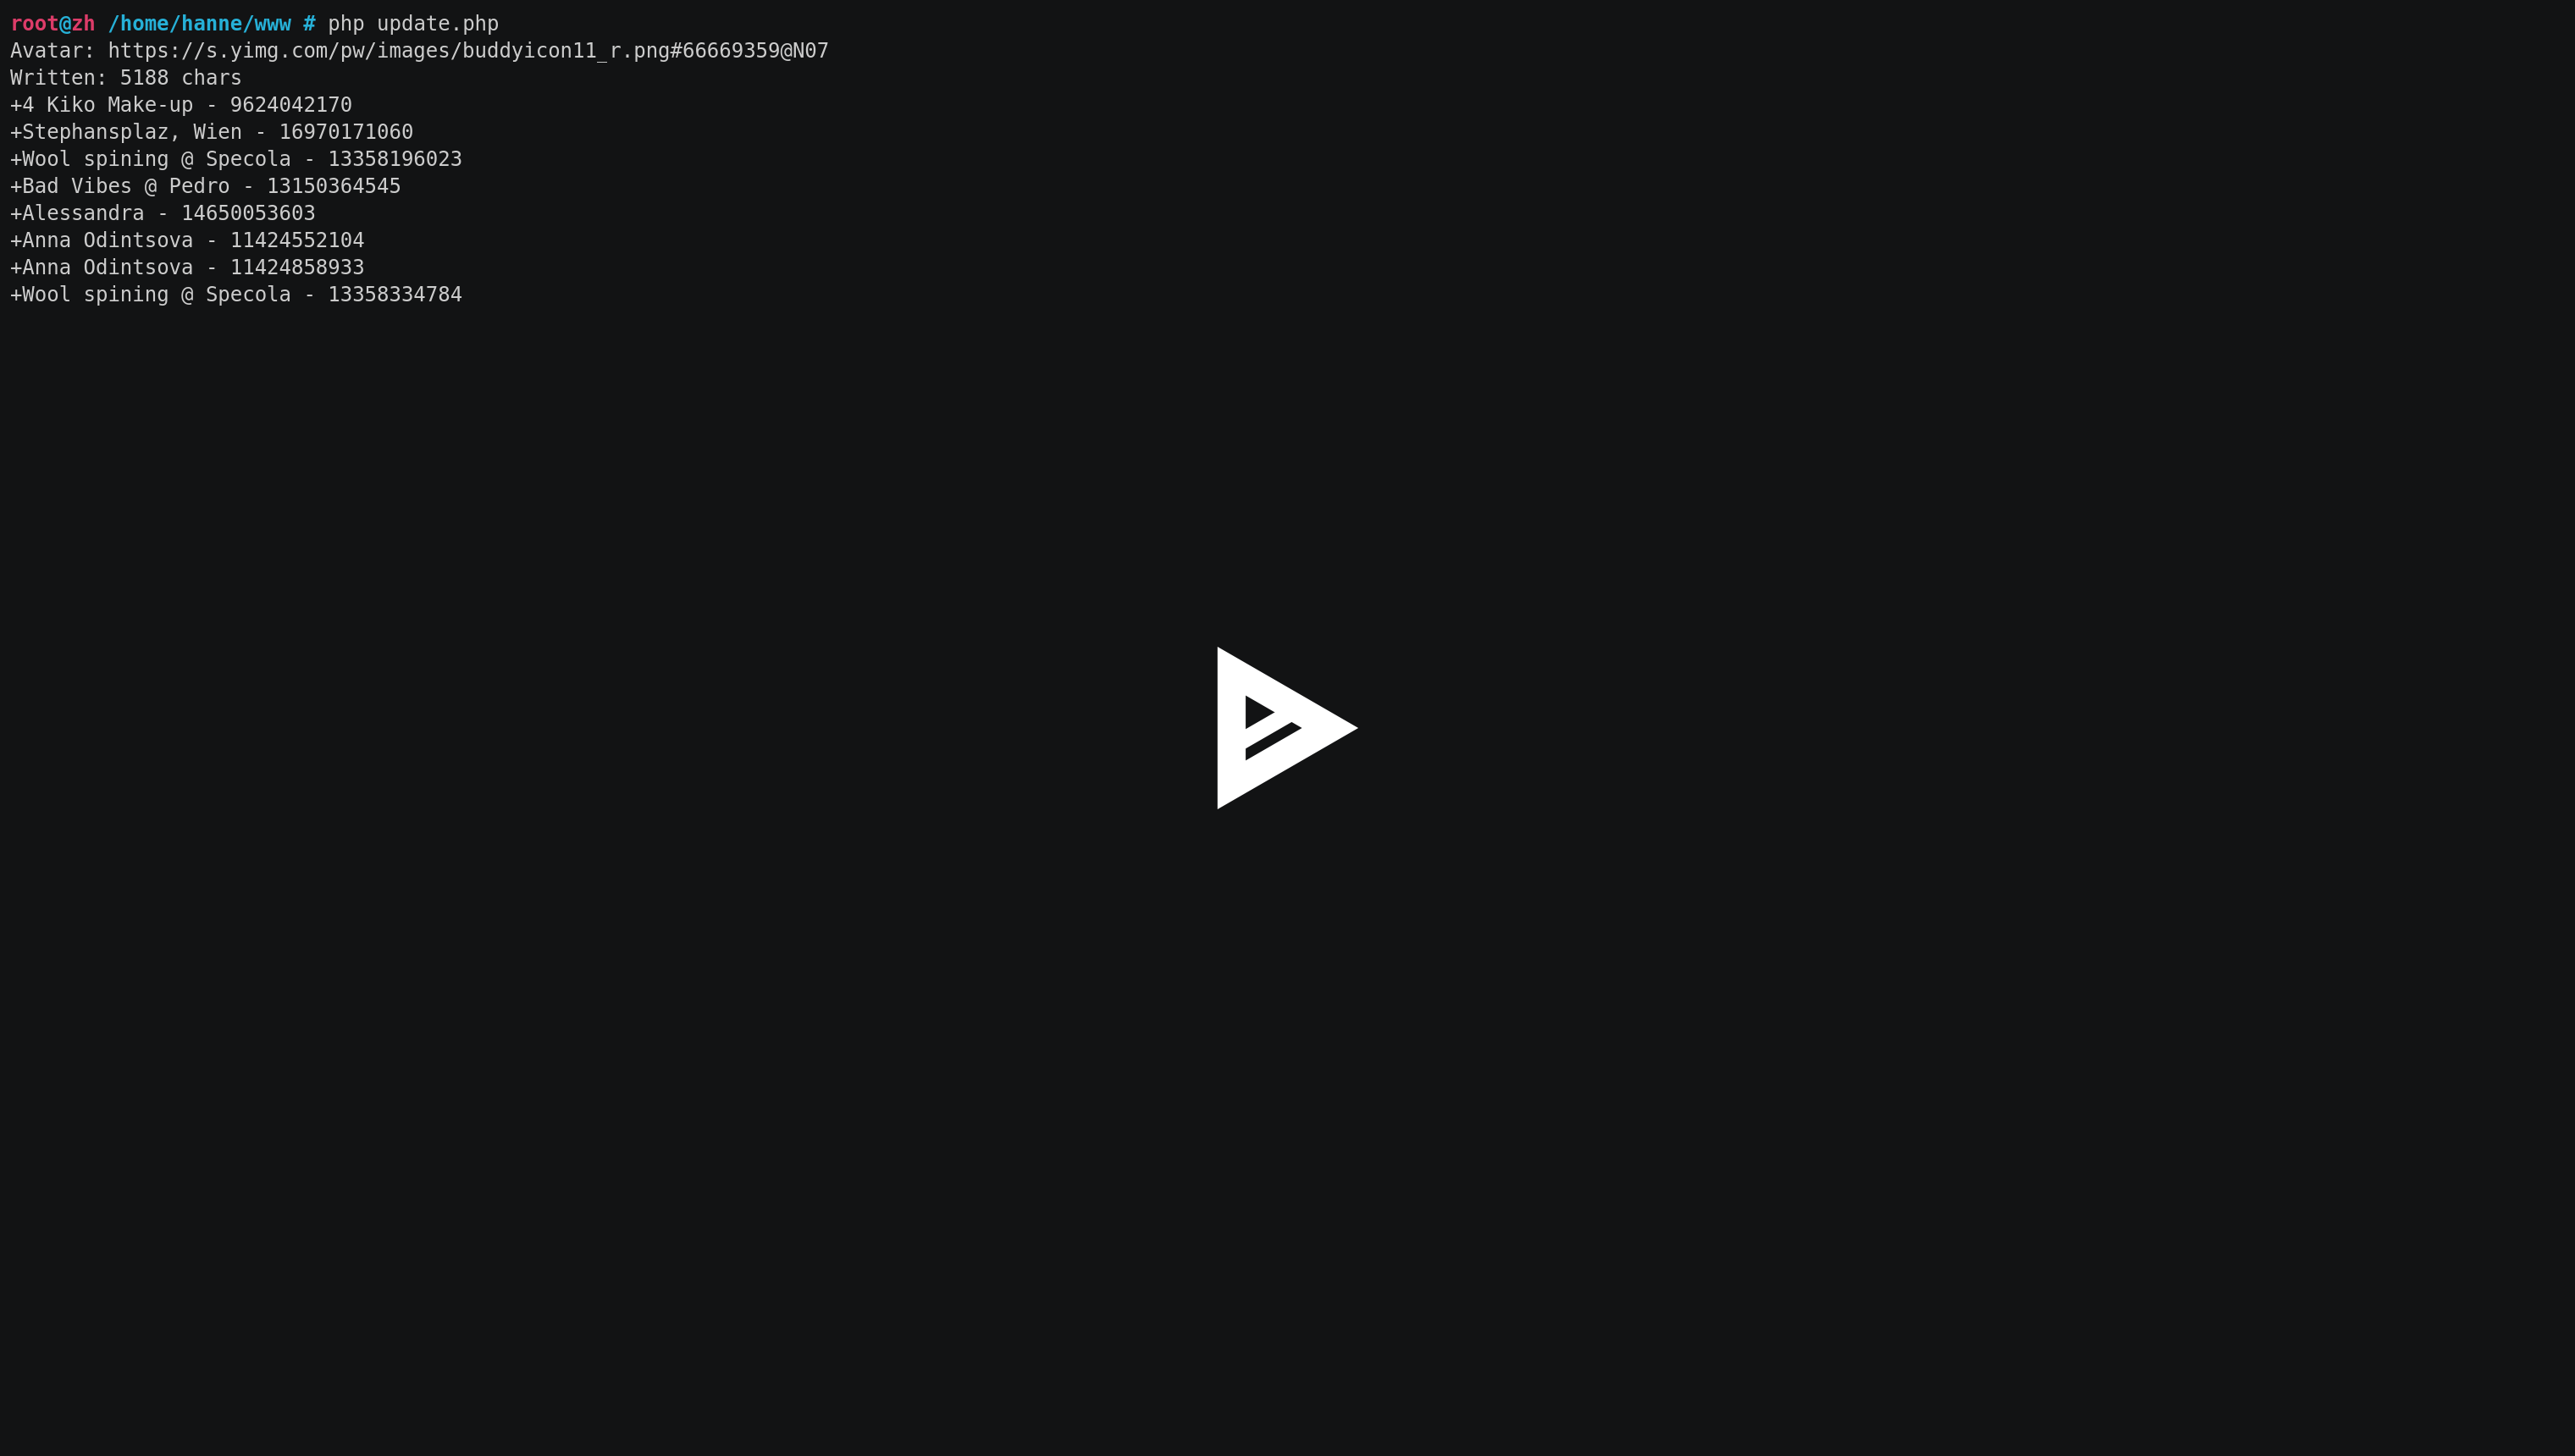 root@zh /home/hanne/www # php update.php
Avatar: https://s.yimg.com/pw/images/buddyicon11_r.png#66669359@N07
Written: 5188 chars
+4 Kiko Make-up - 9624042170
+Stephansplaz, Wien - 16970171060
+Wool spining @ Specola - 13358196023
+Bad Vibes @ Pedro - 13150364545
+Alessandra - 14650053603
+Anna Odintsova - 11424552104
+Anna Odintsova - 11424858933
+Wool spining @ Specola - 13358334784